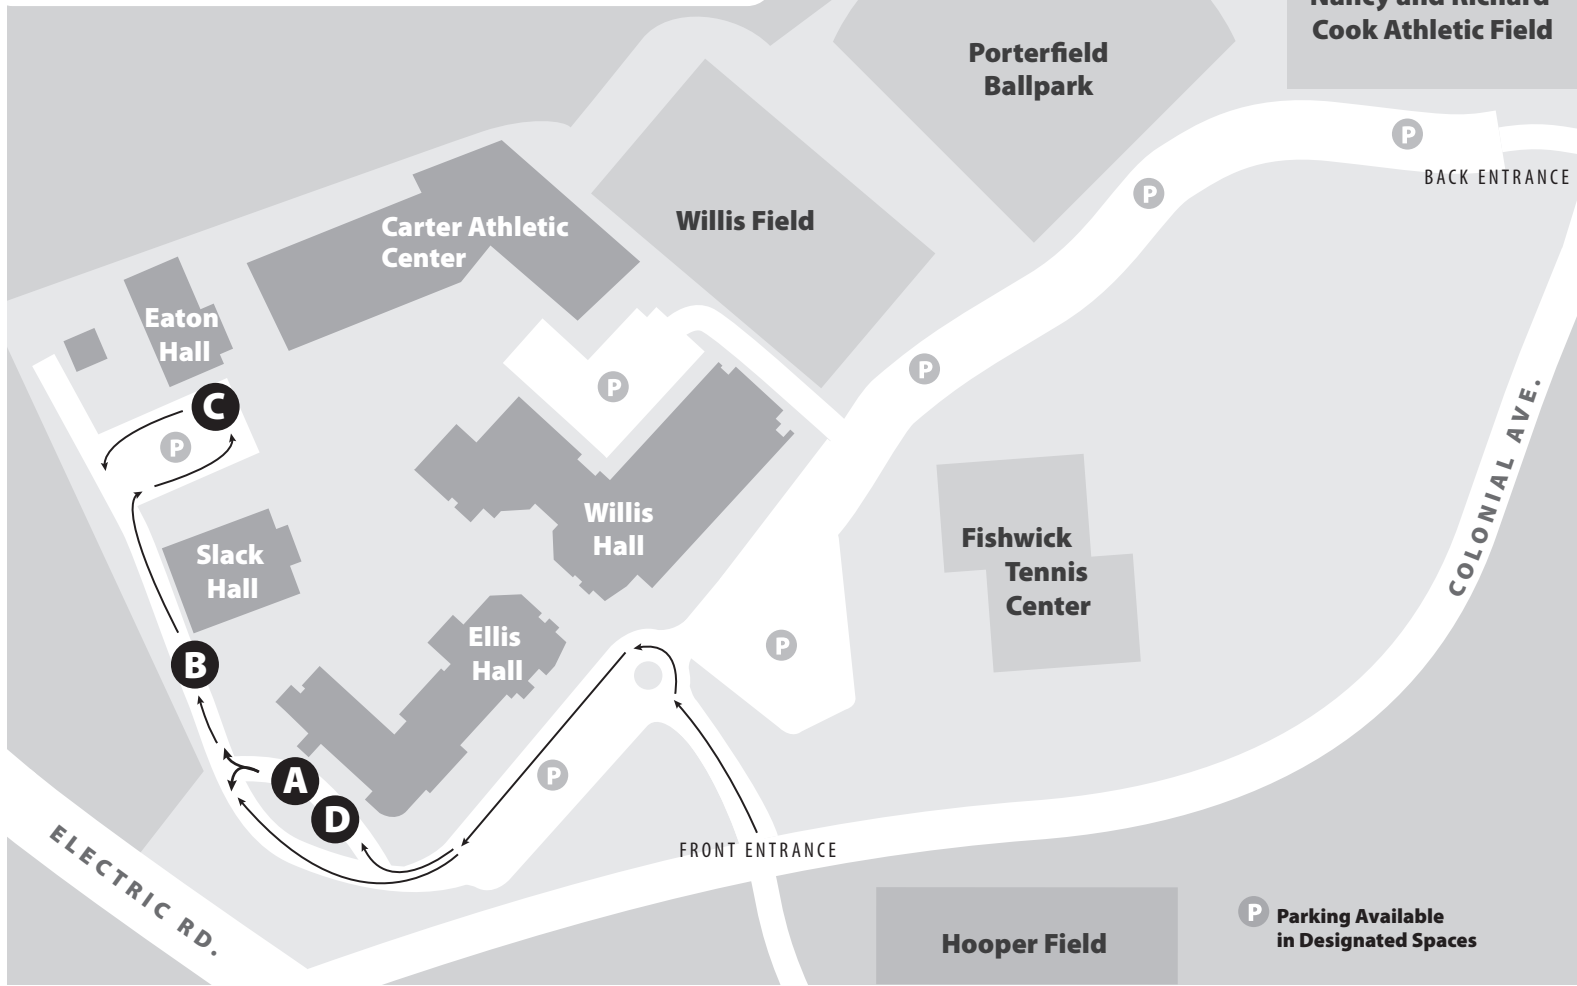 Nancy and Richard
Cook Athletic Field
Porterfield
Ballpark
P
BACK ENTRANCE
P
Willis Field
Carter Athletic
Center
Eaton
Hall
P
P
C
P
COLONIAL AVE.
Willis
Hall
Fishwick
Tennis
Center
Slack
Hall
Ellis
Hall
B
P
A
P
D
FRONT ENTRANCE
ELECTRIC RD.
Hooper Field
P Parking Available
in Designated Spaces